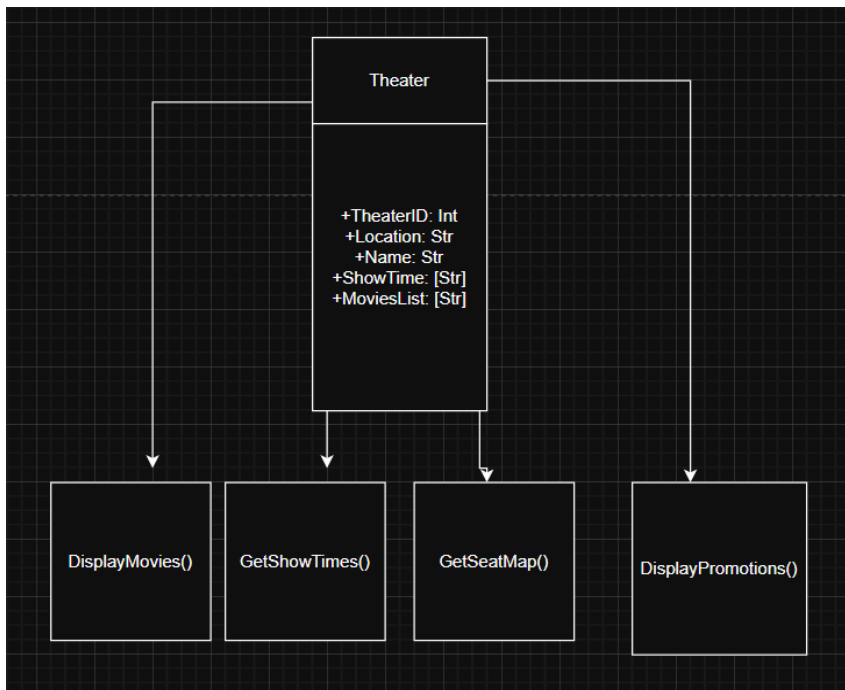 Theater
+TheaterID: Int
+Location: Str
+Name: Str
+ShowTime: [Str]
+MoviesList: [Str]
DisplayMovies()
GetShowTimes()
GetSeatMap()
DisplayPromotions()